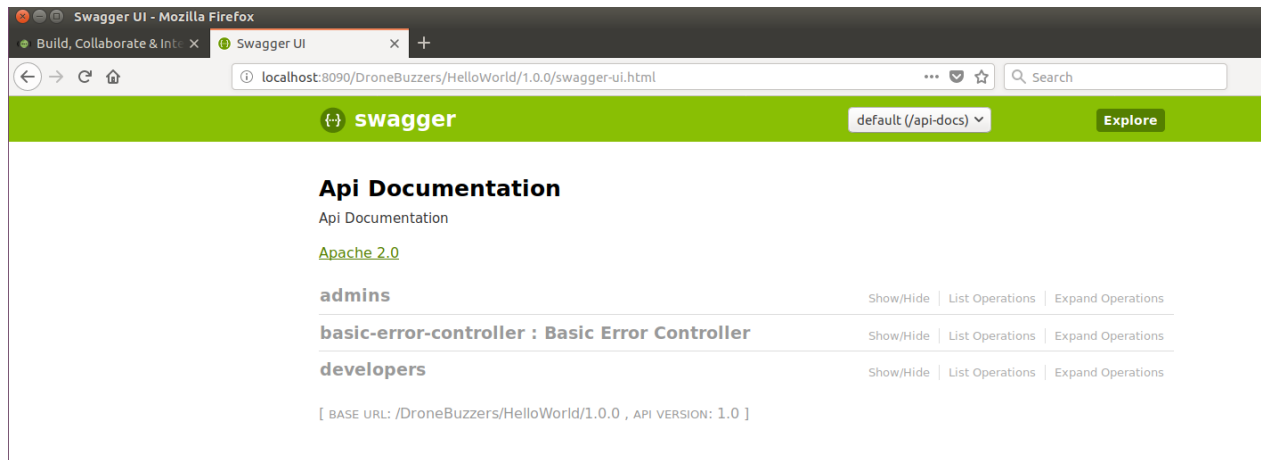 Swagger UI - Mozilla Firefox
Build, Collaborate & Inte
Swagger UI
localhost:8090/DroneBuzzers/HelloWorld/1.0.0/swagger-ui.html
Search
swagger
default (/api-docs)
Explore
Api Documentation
Api Documentation
Apache 2.0
admins Show/Hide List Operations Expand Operations
basic-error-controller : Basic Error Controller Show/Hide List Operations Expand Operations
developers Show/Hide List Operations Expand Operations
[ BASE URL: /DroneBuzzers/HelloWorld/1.0.0 , API VERSION: 1.0 ]